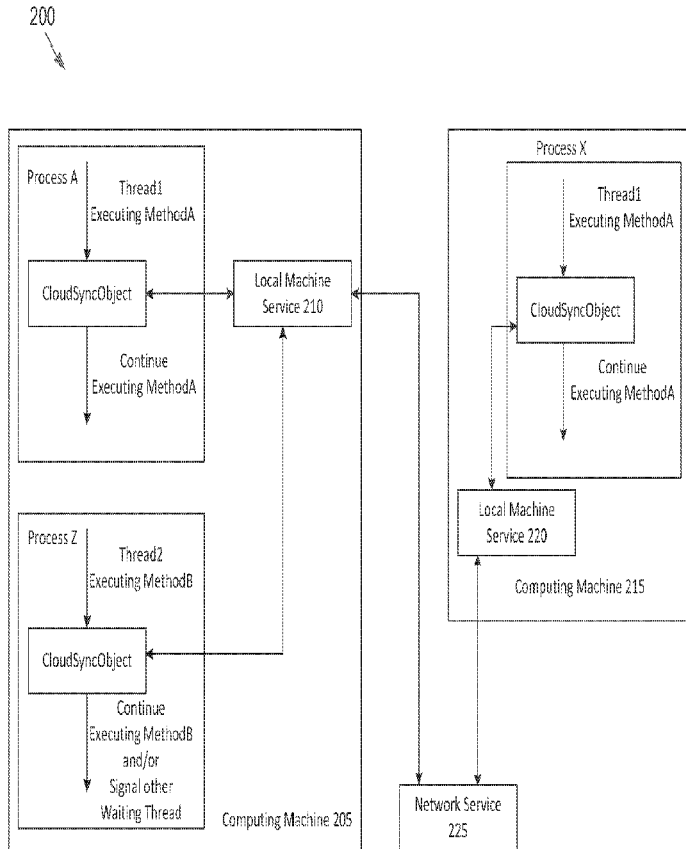 200
Process A
Thread1
Executing MethodA
CloudSyncObject
Continue
Executing MethodA
Local Machine
Service 210
Process Z
Thread2
Executing MethodB
CloudSyncObject
Continue
Executing MethodB
and/or
Signal other
Waiting Thread
Computing Machine 205
Process X
Thread1
Executing MethodA
CloudSyncObject
Continue
Executing MethodA
Local Machine
Service 220
Computing Machine 215
Network Service
225